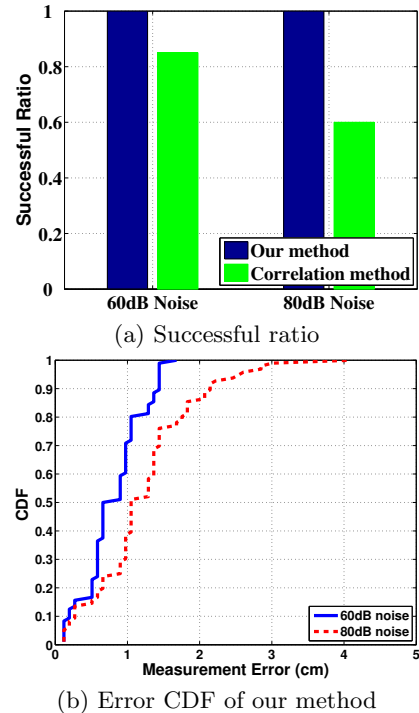 1
0.8
0.6
0.4
0.2
0
Successful Ratio
Our method
Correlation method
60dB Noise 80dB Noise
(a) Successful ratio
1
0.9
0.8
0.7
0.6
0.5
0.4
0.3
0.2
0.1
0
CDF
60dB noise
80dB noise
0 1 2 3 4 5
Measurement Error (cm)
(b) Error CDF of our method